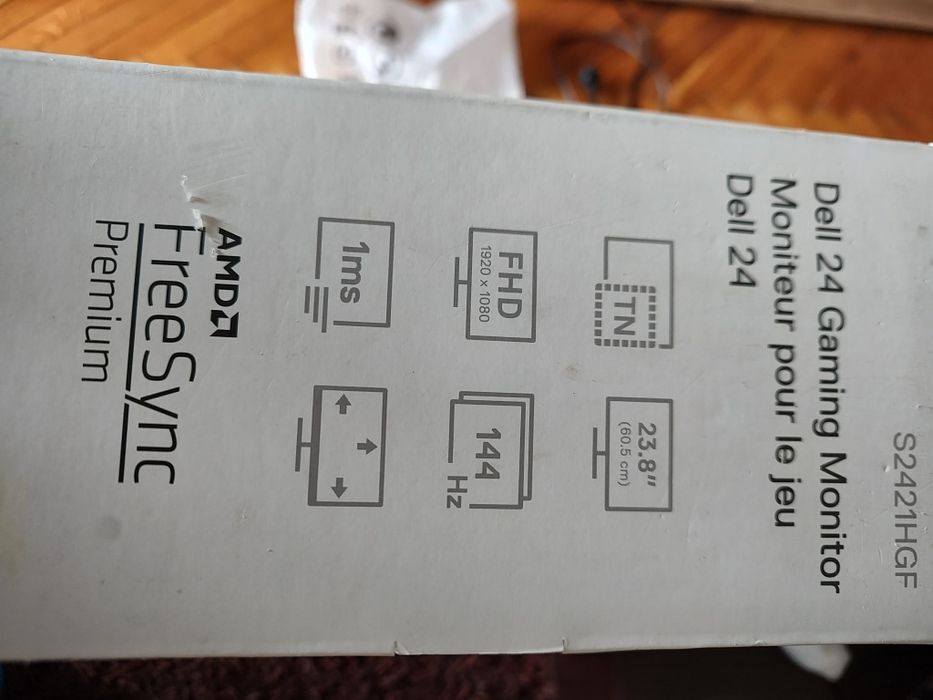 S2421HGF
Dell 24 Gaming Monitor
Moniteur pour le jeu
Dell 24
TN
23.8"
(60.5 cm)
FHD
1920 x 1080
144
Hz
1ms
AMD
FreeSync
Premium